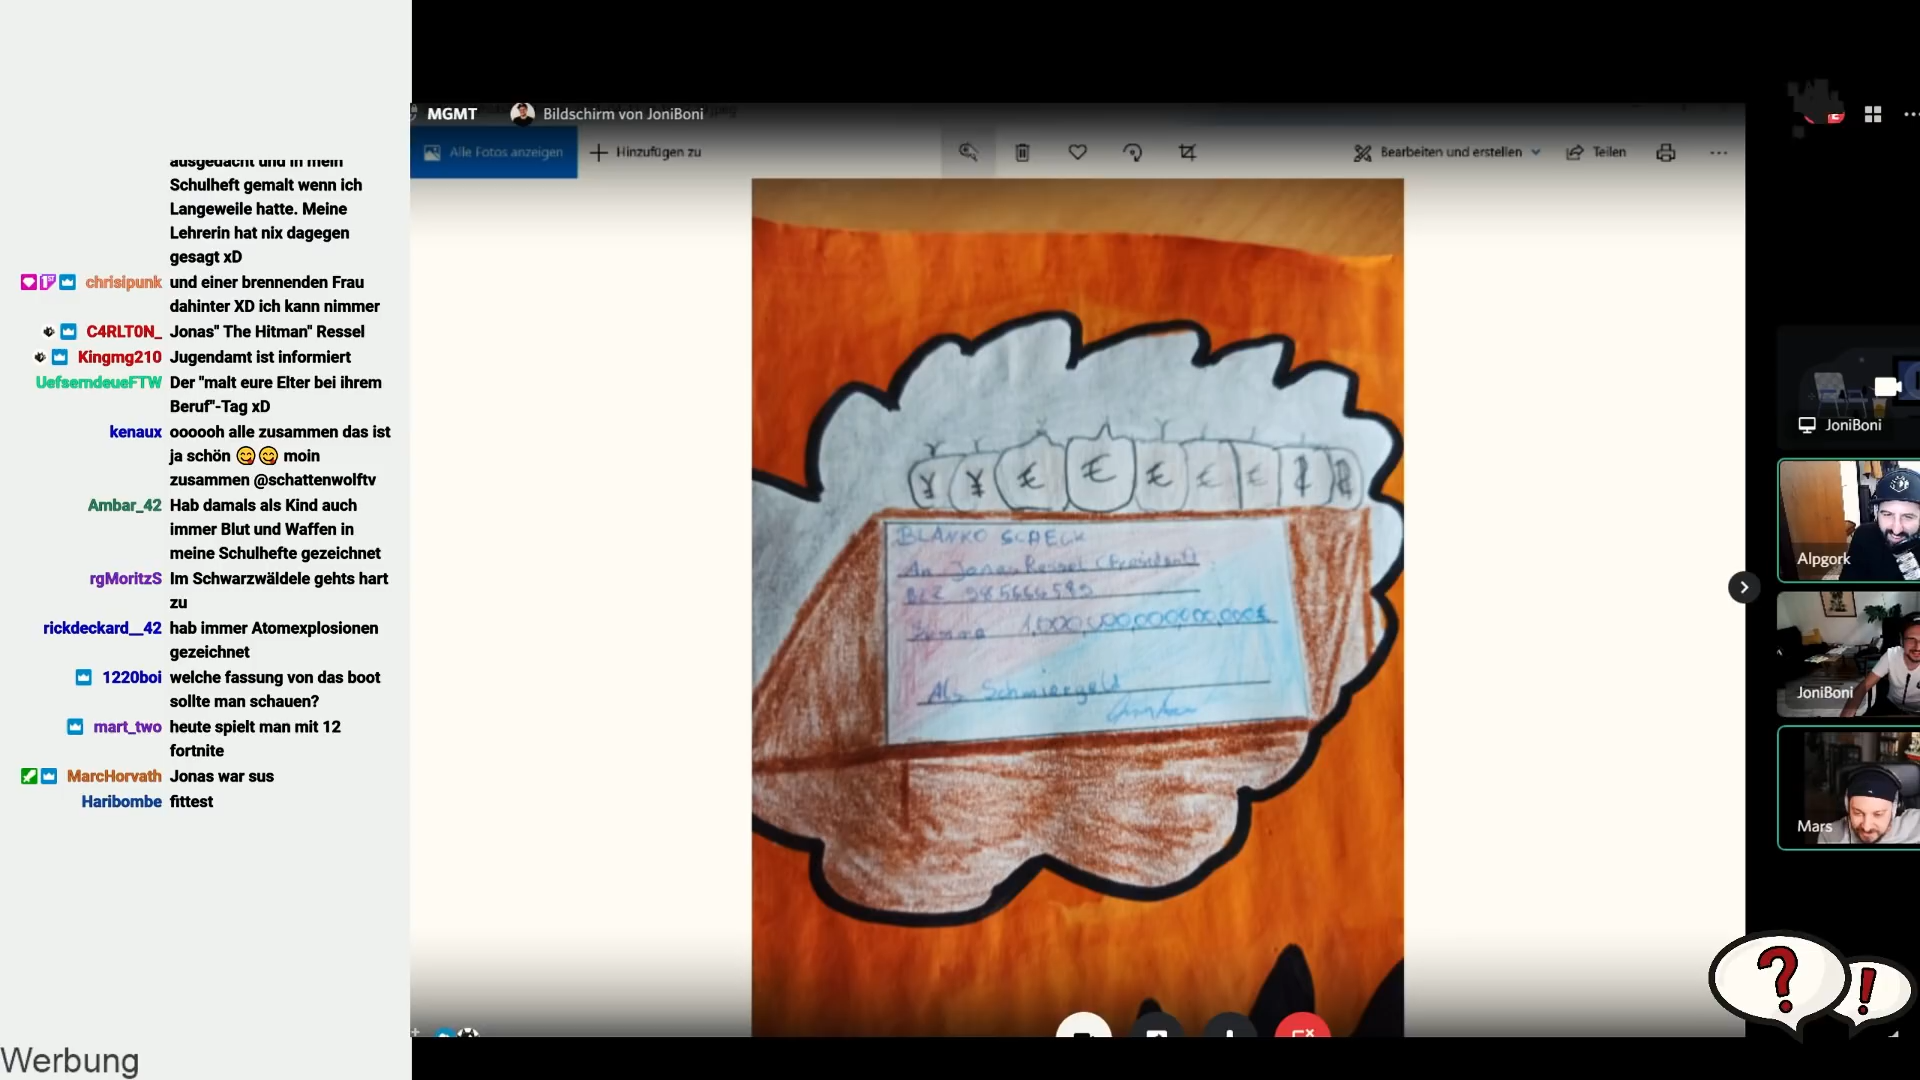 MGMT
Bildschirm von JoniBoni
Alle Fotos anzeigen
Hinzufügen zu
Bearbeiten und erstellen
Teilen
ausgedacht und in mein
Schulheft gemalt wenn ich
Langeweile hatte. Meine
Lehrerin hat nix dagegen
gesagt xD
chrisipunk und einer brennenden Frau
dahinter XD ich kann nimmer
C4RLT0N_ Jonas" The Hitman" Ressel
Kingmg210 Jugendamt ist informiert
UefserndeueFTW Der "malt eure Elter bei ihrem
Beruf"-Tag xD
kenaux oooooh alle zusammen das ist
ja schön 😋😋 moin
zusammen @schattenwolftv
Ambar_42 Hab damals als Kind auch
immer Blut und Waffen in
meine Schulhefte gezeichnet
rgMoritzS Im Schwarzwäldele gehts hart
zu
rickdeckard__42 hab immer Atomexplosionen
gezeichnet
1220boi welche fassung von das boot
sollte man schauen?
mart_two heute spielt man mit 12
fortnite
MarcHorvath Jonas war sus
Haribombe fittest
Werbung
¥ ¥ € € € € €
BLANKO SCHECK
An Jonas Ressel (Präsident)
BLZ 985666593
Summe
Als Schmiergeld
JoniBoni
Alpgork
JoniBoni
Mars
? !